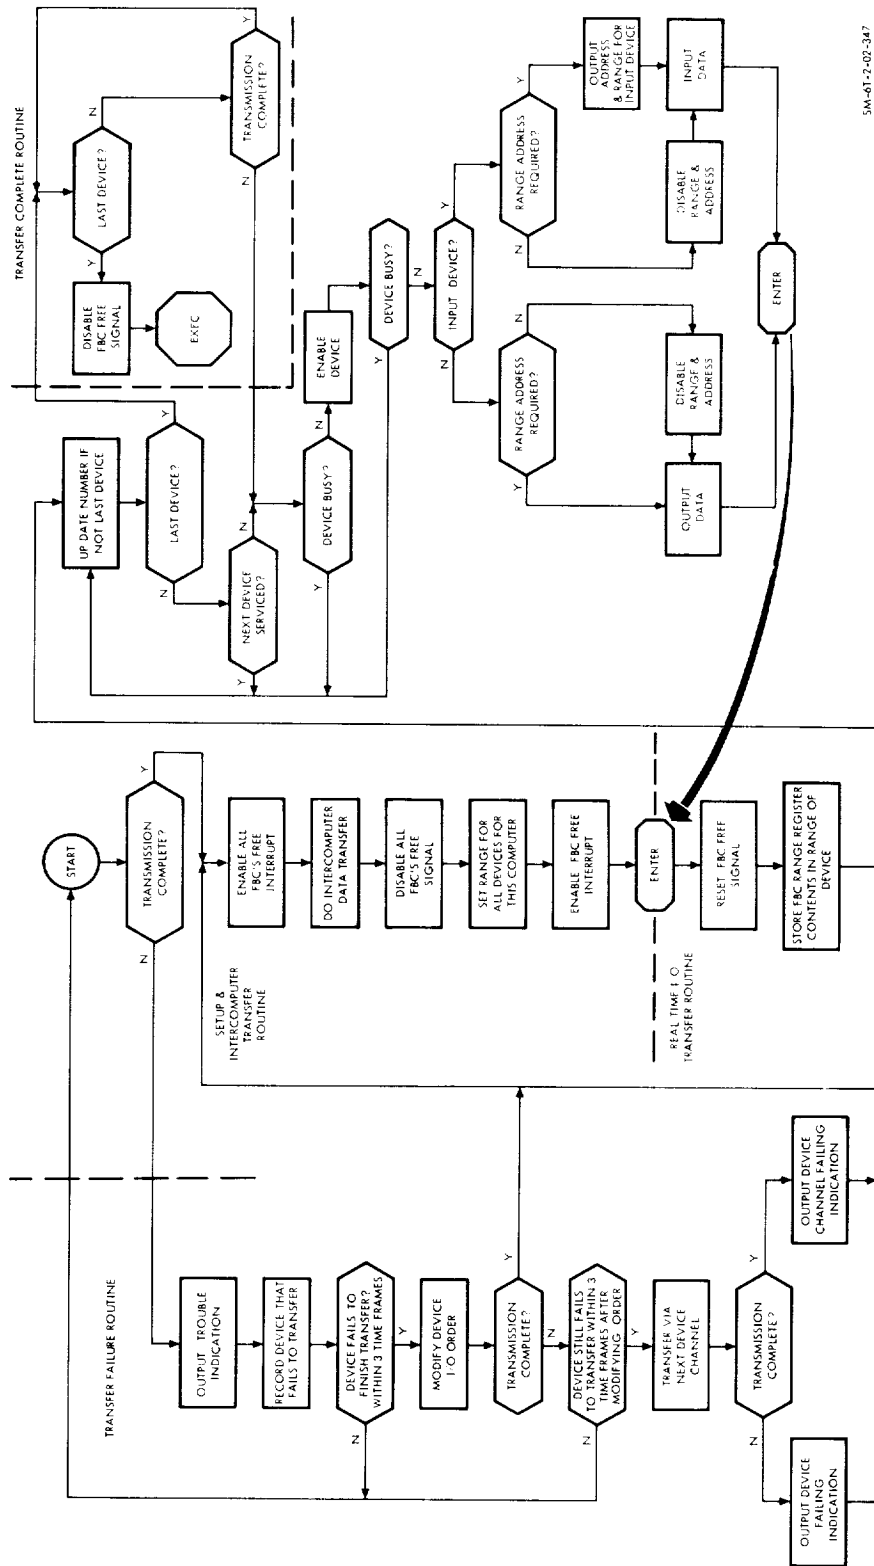 TRANSFER FAILURE ROUTINE
OUTPUT TROUBLE
INDICATION
RECORD DEVICE THAT
FAILS TO TRANSFER
DEVICE FAILS TO
FINISH TRANSFER?
WITHIN 3 TIME FRAMES
N
Y
MODIFY DEVICE
I/O ORDER
TRANSMISSION
COMPLETE?
Y
N
DEVICE STILL FAILS
TO TRANSFER WITHIN 3
TIME FRAMES AFTER
MODIFYING ORDER
N
Y
TRANSFER VIA
NEXT DEVICE
CHANNEL
TRANSMISSION
COMPLETE?
N
Y
OUTPUT DEVICE
FAILING
INDICATION
OUTPUT DEVICE
CHANNEL FAILING
INDICATION
START
TRANSMISSION
COMPLETE?
N
Y
SETUP &
INTERCOMPUTER
TRANSFER
ROUTINE
ENABLE ALL
FBC'S FREE
INTERRUPT
DO INTERCOMPUTER
DATA TRANSFER
DISABLE ALL
FBC'S FREE
SIGNAL
SET RANGE FOR
ALL DEVICES FOR
THIS COMPUTER
ENABLE FBC FREE
INTERRUPT
ENTER
REAL TIME I O
TRANSFER ROUTINE
RESET FBC FREE
SIGNAL
STORE FBC RANGE REGISTER
CONTENTS IN RANGE OF
DEVICE
UP DATE NUMBER IF
NOT LAST DEVICE
LAST DEVICE?
Y
N
NEXT DEVICE
SERVICED?
Y
N
DEVICE BUSY?
Y
N
ENABLE
DEVICE
DEVICE BUSY?
Y
N
INPUT DEVICE?
N
Y
RANGE ADDRESS
REQUIRED?
Y
N
OUTPUT
DATA
DISABLE
RANGE &
ADDRESS
RANGE ADDRESS
REQUIRED?
N
Y
DISABLE
RANGE &
ADDRESS
OUTPUT
ADDRESS
& RANGE FOR
INPUT DEVICE
INPUT
DATA
ENTER
TRANSFER COMPLETE ROUTINE
LAST DEVICE?
Y
N
DISABLE
FBC FREE
SIGNAL
EXEC
TRANSMISSION
COMPLETE?
N
Y
SM-61-2-02-347